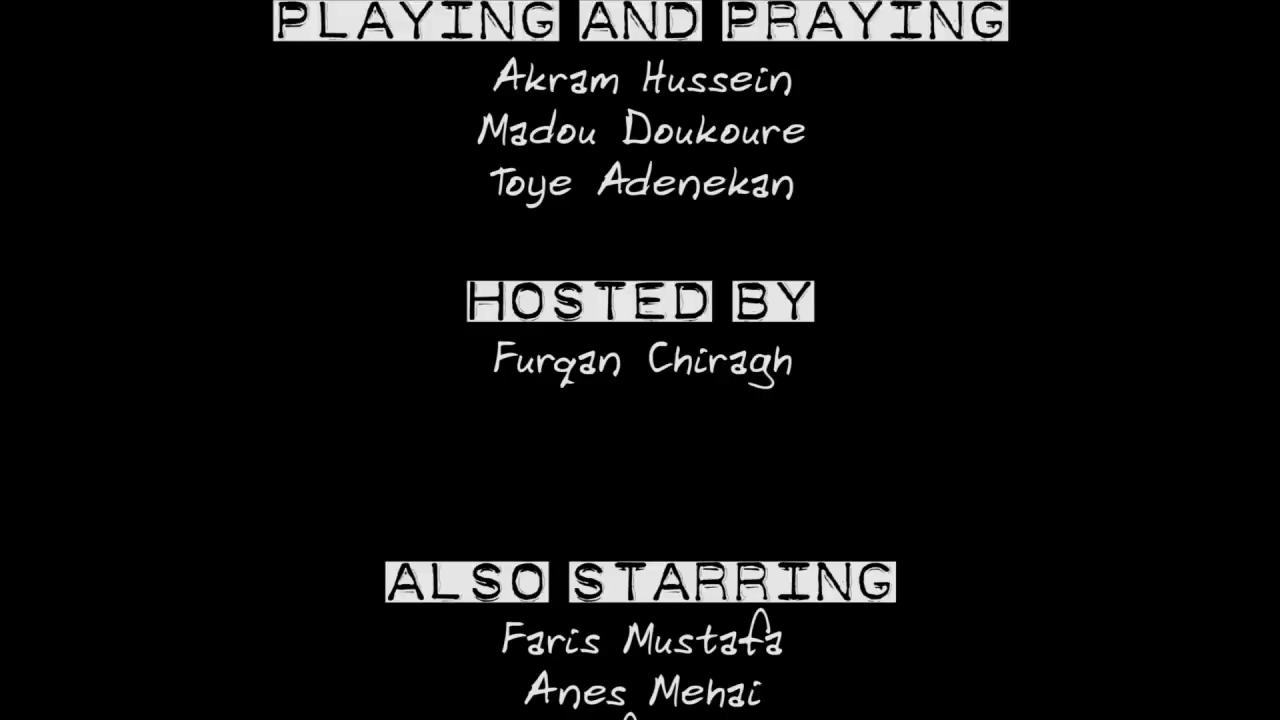 PLAYING AND PRAYING
Akram Hussein
Madou Doukoure
Toye Adenekan
HOSTED BY
Furqan Chiragh
ALSO STARRING
Faris Mustafa
Anes Mehai